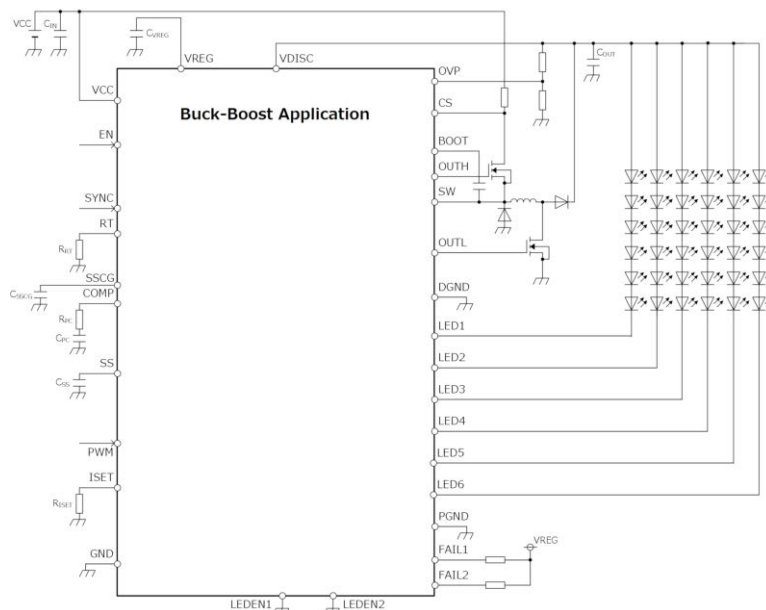 VCC
CIN
CVREG
VREG
VDISC
COUT
VCC
EN
SYNC
RT
RRT
SSCG
CSSCG
COMP
RPC
CPC
SS
CSS
PWM
ISET
RISET
GND
LEDEN1
LEDEN2
Buck-Boost Application
OVP
CS
BOOT
OUTH
SW
OUTL
DGND
LED1
LED2
LED3
LED4
LED5
LED6
PGND
FAIL1
FAIL2
VREG